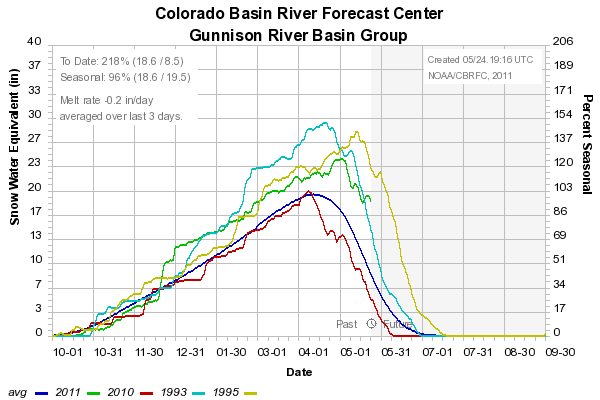 Colorado Basin River Forecast Center
Gunnison River Basin Group
40 206
To Date: 218% (18.6 / 8.5)
Seasonal: 96% (18.6 / 19.5)
Melt rate -0.2 in/day
averaged over last 3 days.
Created 05/24.19:16 UTC
NOAA/CBRFC, 2011
37 189
33 172
30 154
27 137
23 120
20 103
17 86
13 69
10 51
7 34
3 17
0 0
Snow Water Equivalent (in)
Percent Seasonal
Past Future
10-01 10-31 11-30 12-31 01-30 03-01 04-01 05-01 05-31 07-01 07-31 08-30 09-30
Date
avg 2011 2010 1993 1995